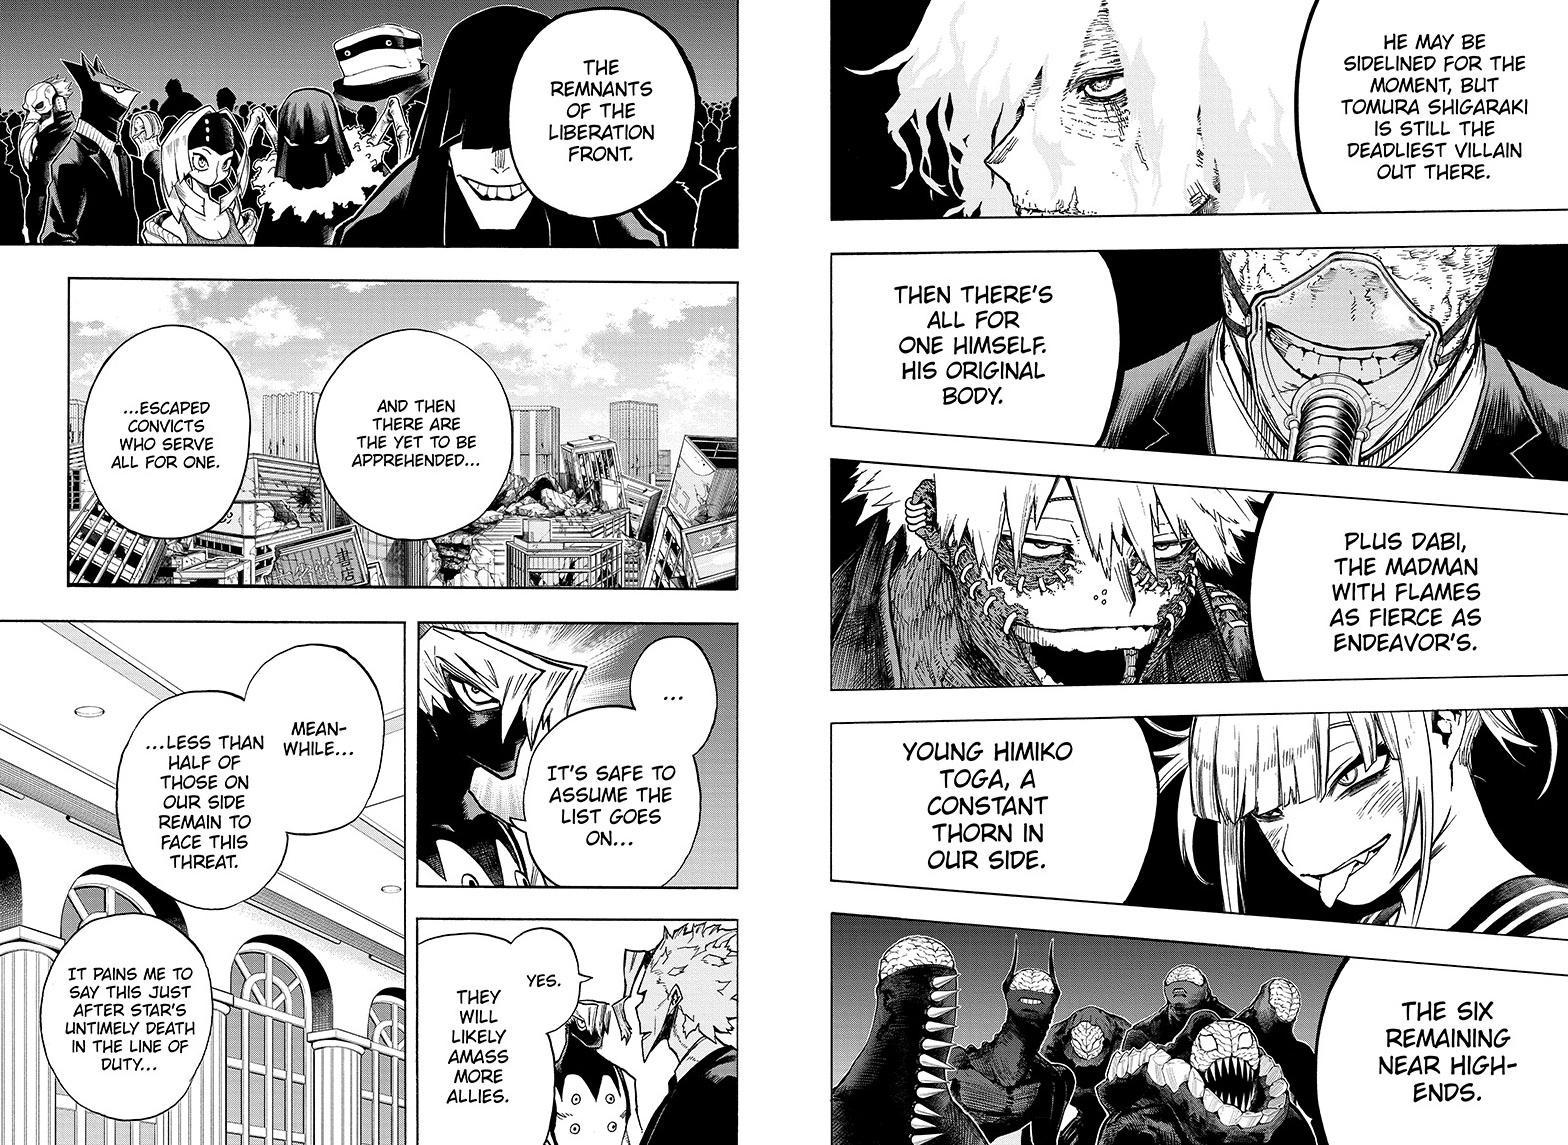 HE MAY BE
SIDELINED FOR THE
MOMENT, BUT
TOMURA SHIGARAKI
IS STILL THE
DEADLIEST VILLAIN
OUT THERE.
THEN THERE'S
ALL FOR
ONE HIMSELF.
HIS ORIGINAL
BODY.
PLUS DABI,
THE MADMAN
WITH FLAMES
AS FIERCE AS
ENDEAVOR'S.
YOUNG HIMIKO
TOGA, A
CONSTANT
THORN IN
OUR SIDE.
THE SIX
REMAINING
NEAR HIGH-
ENDS.
THE
REMNANTS
OF THE
LIBERATION
FRONT.
AND THEN
THERE ARE
THE YET TO BE
APPREHENDED...
...ESCAPED
CONVICTS
WHO SERVE
ALL FOR ONE.
カラオ
書店
...
IT'S SAFE TO
ASSUME THE
LIST GOES
ON...
YES.
THEY
WILL
LIKELY
AMASS
MORE
ALLIES.
MEAN-
WHILE...
...LESS THAN
HALF OF
THOSE ON
OUR SIDE
REMAIN TO
FACE THIS
THREAT.
IT PAINS ME TO
SAY THIS JUST
AFTER STAR'S
UNTIMELY DEATH
IN THE LINE OF
DUTY...